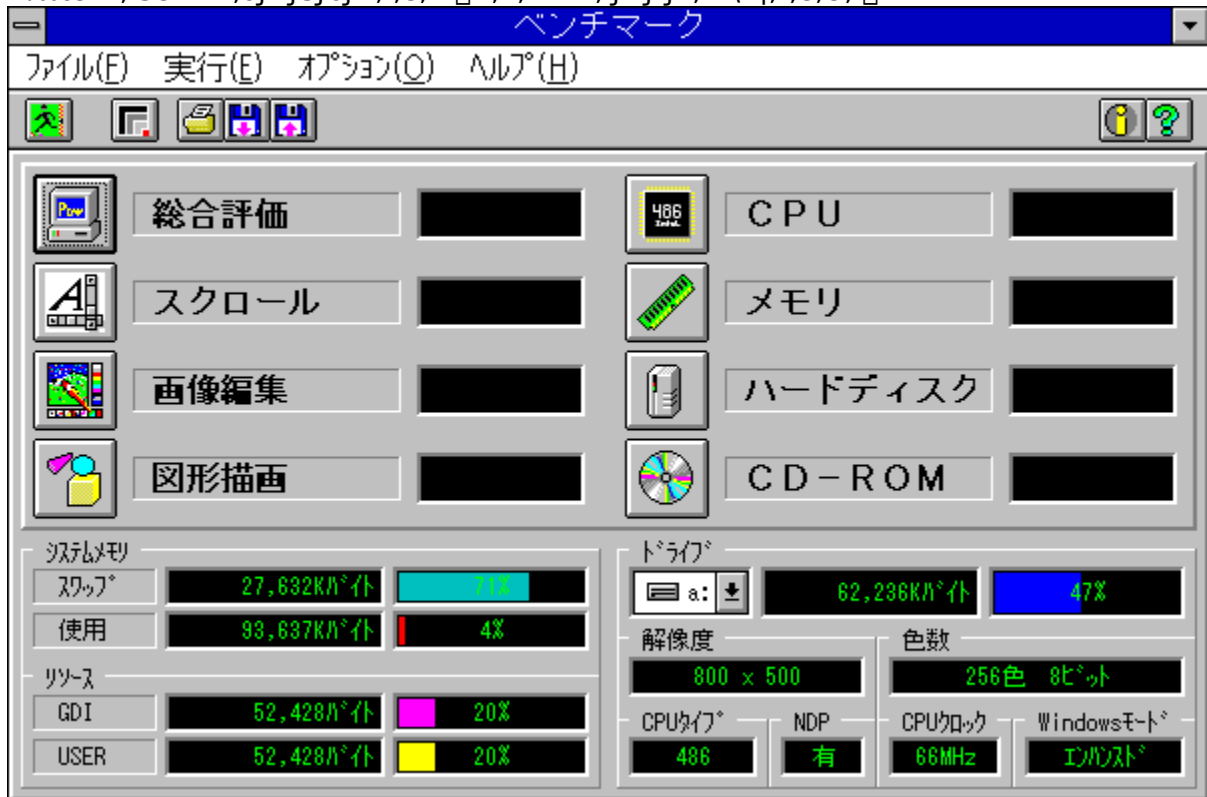 ベンチマーク
ﾌｧｲﾙ(F) 実行(E) ｵﾌﾟｼｮﾝ(O) ﾍﾙﾌﾟ(H)
Pow 総合評価
486 Intel CPU
スクロール
メモリ
画像編集
ハードディスク
図形描画
CD－ROM
ｼｽﾃﾑﾒﾓﾘ
ｽﾜｯﾌﾟ 27,632Kﾊﾞｲﾄ 71%
使用 93,637Kﾊﾞｲﾄ 4%
ﾘｿｰｽ
GDI 52,428ﾊﾞｲﾄ 20%
USER 52,428ﾊﾞｲﾄ 20%
ﾄﾞﾗｲﾌﾞ
a: 62,236Kﾊﾞｲﾄ 47%
解像度 色数
800 × 500 256色 8ﾋﾞｯﾄ
CPUﾀｲﾌﾟ NDP CPUｸﾛｯｸ Windowsﾓｰﾄﾞ
486 有 66MHz ｴﾝﾊﾝｽﾄﾞ